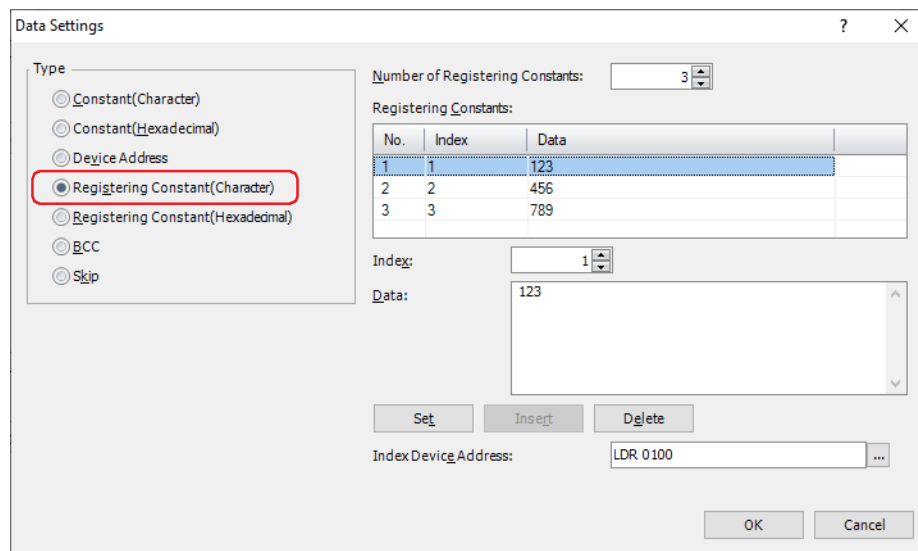 Data Settings ? X
Type
Constant(Character)
Constant(Hexadecimal)
Device Address
Registering Constant(Character)
Registering Constant(Hexadecimal)
BCC
Skip
Number of Registering Constants: 3
Registering Constants:
No. Index Data
1 1 123
2 2 456
3 3 789
Index: 1
Data: 123
Set Insert Delete
Index Device Address: LDR 0100 ...
OK Cancel